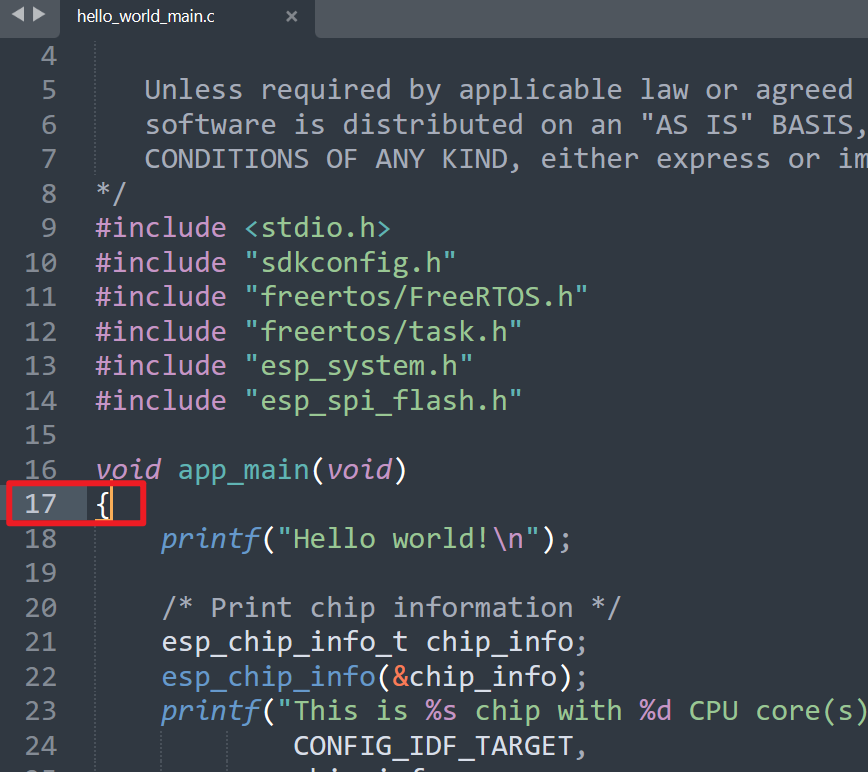 hello_world_main.c ×
4
5 Unless required by applicable law or agreed
6 software is distributed on an "AS IS" BASIS,
7 CONDITIONS OF ANY KIND, either express or im
8 */
9 #include <stdio.h>
10 #include "sdkconfig.h"
11 #include "freertos/FreeRTOS.h"
12 #include "freertos/task.h"
13 #include "esp_system.h"
14 #include "esp_spi_flash.h"
15
16 void app_main(void)
17 {
18 printf("Hello world!\n");
19
20 /* Print chip information */
21 esp_chip_info_t chip_info;
22 esp_chip_info(&chip_info);
23 printf("This is %s chip with %d CPU core(s)
24 CONFIG_IDF_TARGET,